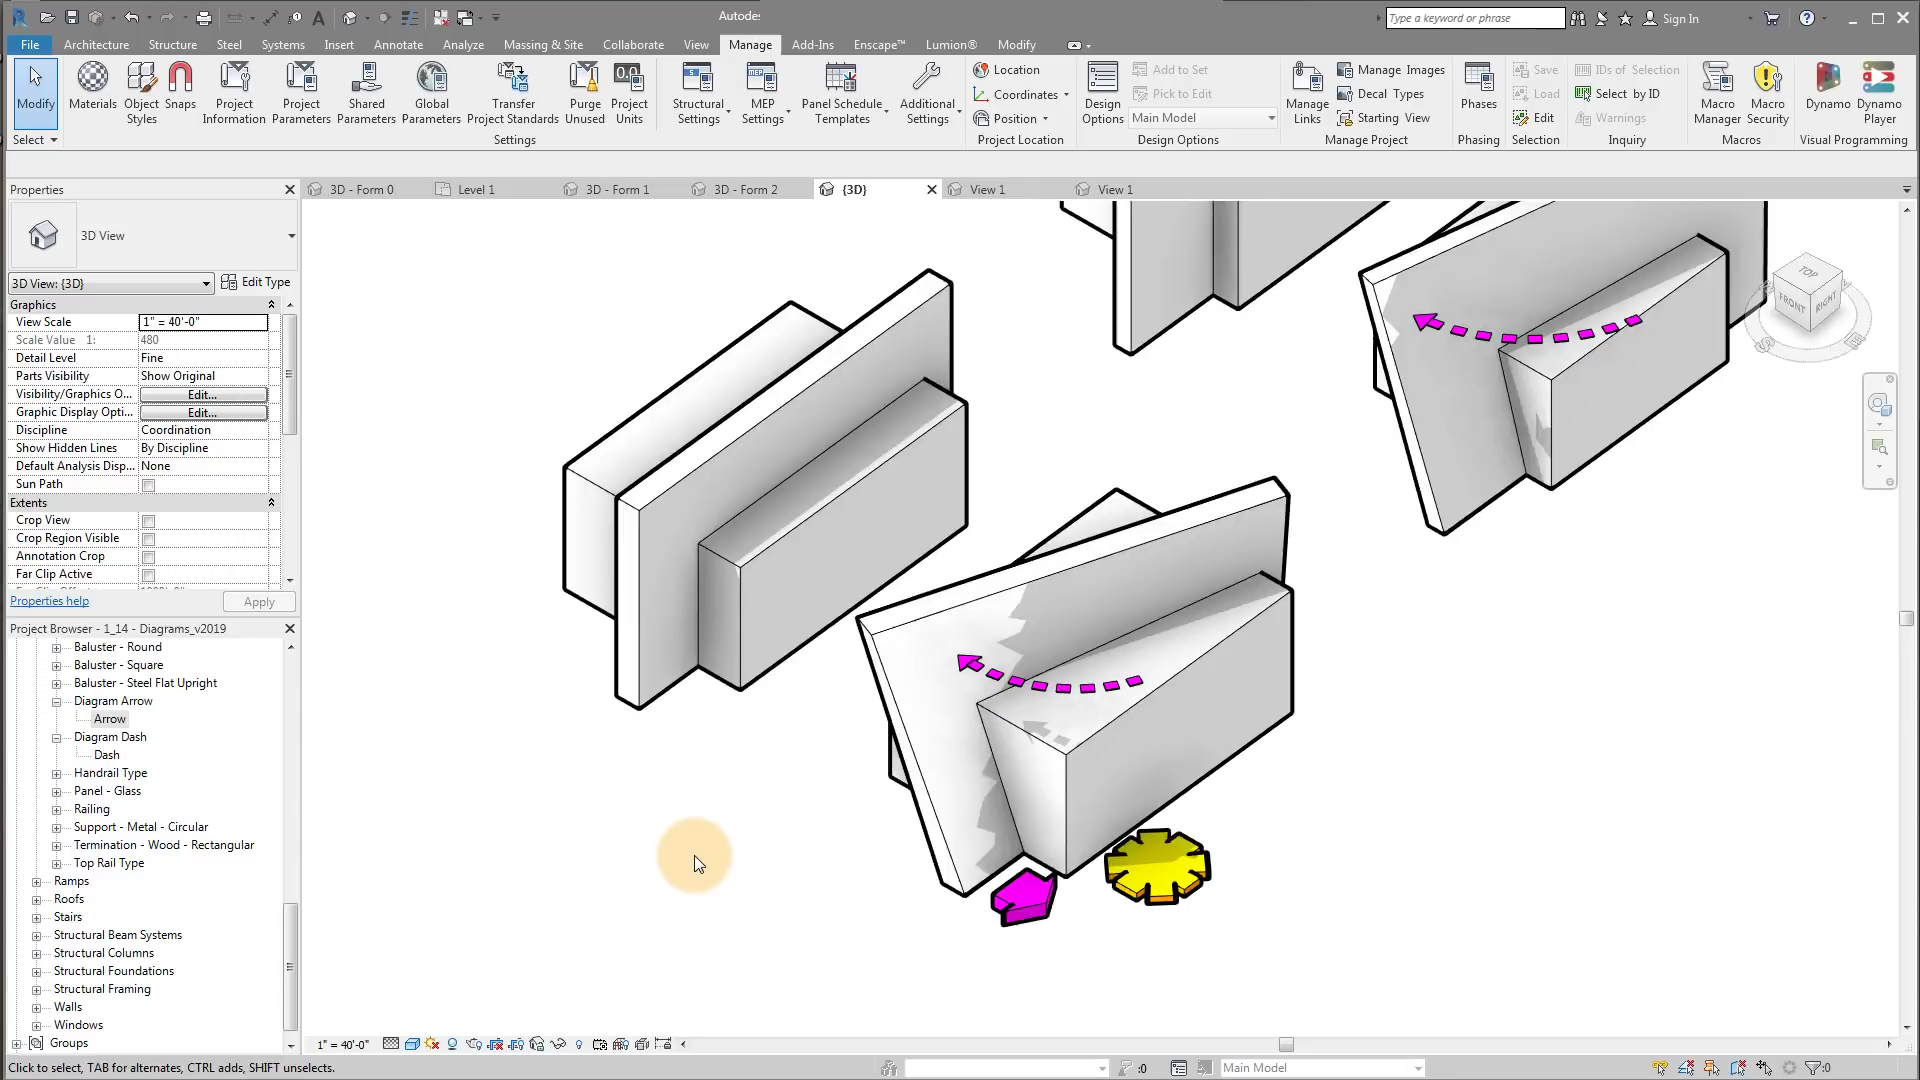 Autodes
Type a keyword or phrase
Sign In
File
Architecture
Structure
Steel
Systems
Insert
Annotate
Analyze
Massing & Site
Collaborate
View
Manage
Add-Ins
Enscape™
Lumion®
Modify
Modify
Materials
Object
Styles
Snaps
Project
Information
Project
Parameters
Shared
Parameters
Global
Parameters
Transfer
Project Standards
Purge
Unused
0.0
Project
Units
Structural
Settings
MEP
Settings
Panel Schedule
Templates
Additional
Settings
Location
Coordinates
Position
Design
Options
Add to Set
Pick to Edit
Main Model
Manage
Links
Manage Images
Decal Types
Starting View
Phases
Save
Load
Edit
IDs of Selection
Select by ID
Warnings
Macro
Manager
Macro
Security
Dynamo
Dynamo
Player
Select
Settings
Project Location
Design Options
Manage Project
Phasing
Selection
Inquiry
Macros
Visual Programming
Properties
3D - Form 0
Level 1
3D - Form 1
3D - Form 2
{3D}
View 1
View 1
3D View
3D View: {3D}
Edit Type
Graphics
View Scale
1" = 40'-0"
Scale Value 1:
480
Detail Level
Fine
Parts Visibility
Show Original
Visibility/Graphics O...
Edit...
Graphic Display Opti...
Edit...
Discipline
Coordination
Show Hidden Lines
By Discipline
Default Analysis Disp...
None
Sun Path
Extents
Crop View
Crop Region Visible
Annotation Crop
Far Clip Active
Properties help
Apply
Project Browser - 1_14 - Diagrams_v2019
Baluster - Round
Baluster - Square
Baluster - Steel Flat Upright
Diagram Arrow
Arrow
Diagram Dash
Dash
Handrail Type
Panel - Glass
Railing
Support - Metal - Circular
Termination - Wood - Rectangular
Top Rail Type
Ramps
Roofs
Stairs
Structural Beam Systems
Structural Columns
Structural Foundations
Structural Framing
Walls
Windows
Groups
TOP
FRONT
RIGHT
1" = 40'-0"
Click to select, TAB for alternates, CTRL adds, SHIFT unselects.
:0
Main Model
:0